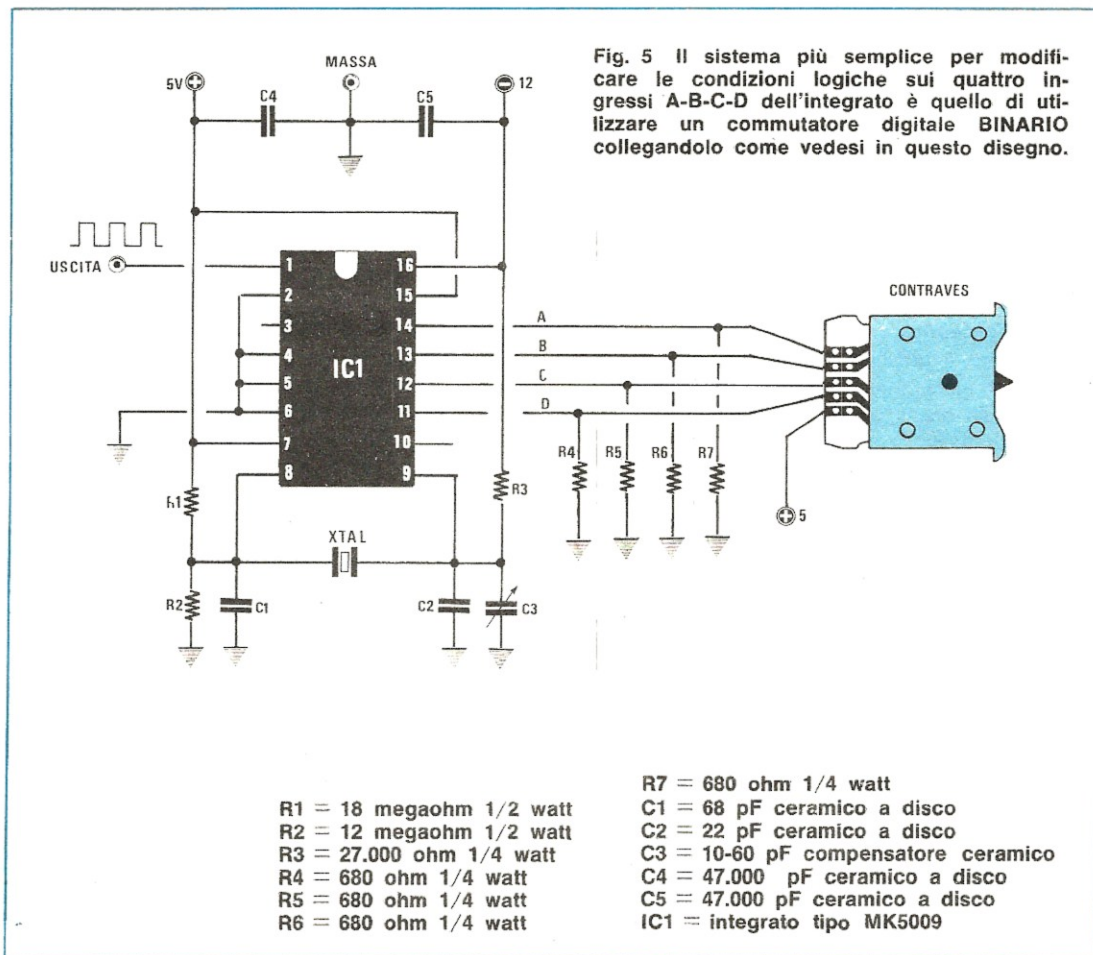 Fig. 5 Il sistema più semplice per modifi-
care le condizioni logiche sui quattro in-
gressi A-B-C-D dell'integrato è quello di uti-
lizzare un commutatore digitale BINARIO
collegandolo come vedesi in questo disegno.
5V
MASSA
12
C4
C5
USCITA
1
2
3
4
5
6
7
8
IC1
16
15
14
13
12
11
10
9
A
B
C
D
CONTRAVES
R4
R5
R6
R7
5
R1
R3
XTAL
R2
C1
C2
C3
R1 = 18 megaohm 1/2 watt
R2 = 12 megaohm 1/2 watt
R3 = 27.000 ohm 1/4 watt
R4 = 680 ohm 1/4 watt
R5 = 680 ohm 1/4 watt
R6 = 680 ohm 1/4 watt
R7 = 680 ohm 1/4 watt
C1 = 68 pF ceramico a disco
C2 = 22 pF ceramico a disco
C3 = 10-60 pF compensatore ceramico
C4 = 47.000 pF ceramico a disco
C5 = 47.000 pF ceramico a disco
IC1 = integrato tipo MK5009